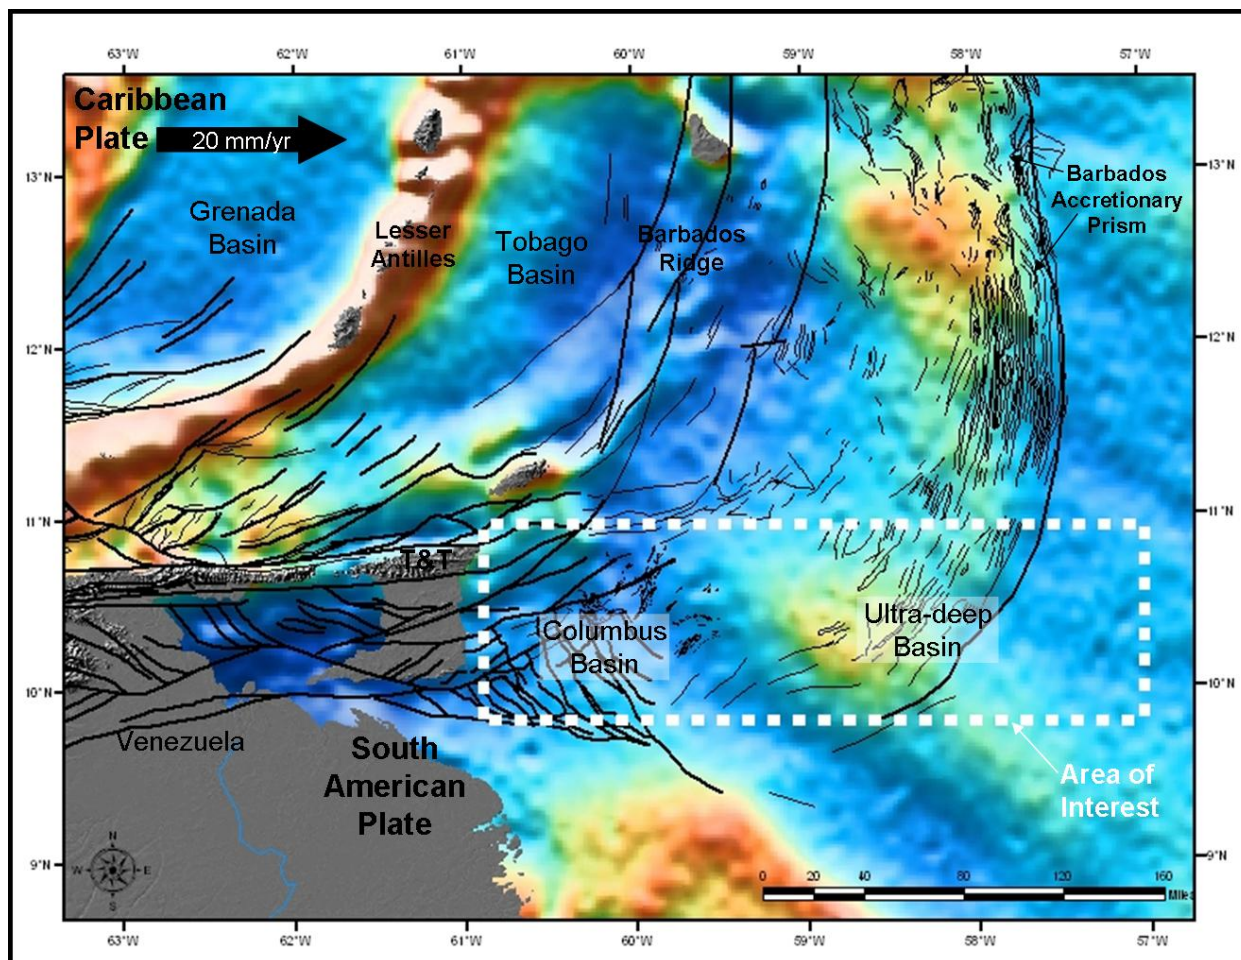 63°W 62°W 61°W 60°W 59°W 58°W 57°W
Caribbean
Plate
20 mm/yr
13°N
13°N
Barbados
Accretionary
Prism
Grenada
Basin
Lesser
Antilles
Tobago
Basin
Barbados
Ridge
12°N
12°N
11°N
11°N
T&T
Columbus
Basin
Ultra-deep
Basin
10°N
10°N
Venezuela
South
American
Plate
Area of
Interest
N
W E
S
9°N
9°N
0 20 40 80 120 160
Miles
63°W 62°W 61°W 60°W 59°W 58°W 57°W